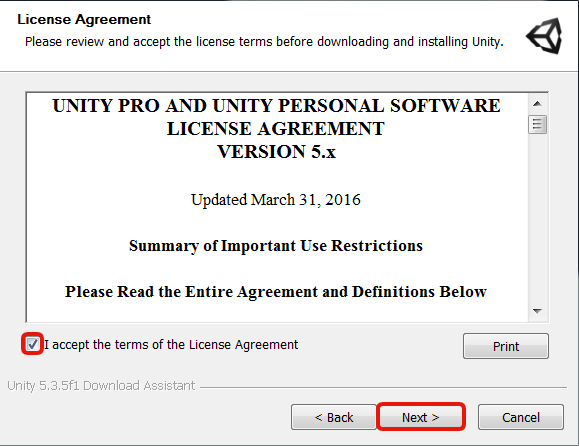 License Agreement
Please review and accept the license terms before downloading and installing Unity.
UNITY PRO AND UNITY PERSONAL SOFTWARE
LICENSE AGREEMENT
VERSION 5.x
Updated March 31, 2016
Summary of Important Use Restrictions
Please Read the Entire Agreement and Definitions Below
I accept the terms of the License Agreement
Print
Unity 5.3.5f1 Download Assistant
< Back
Next >
Cancel